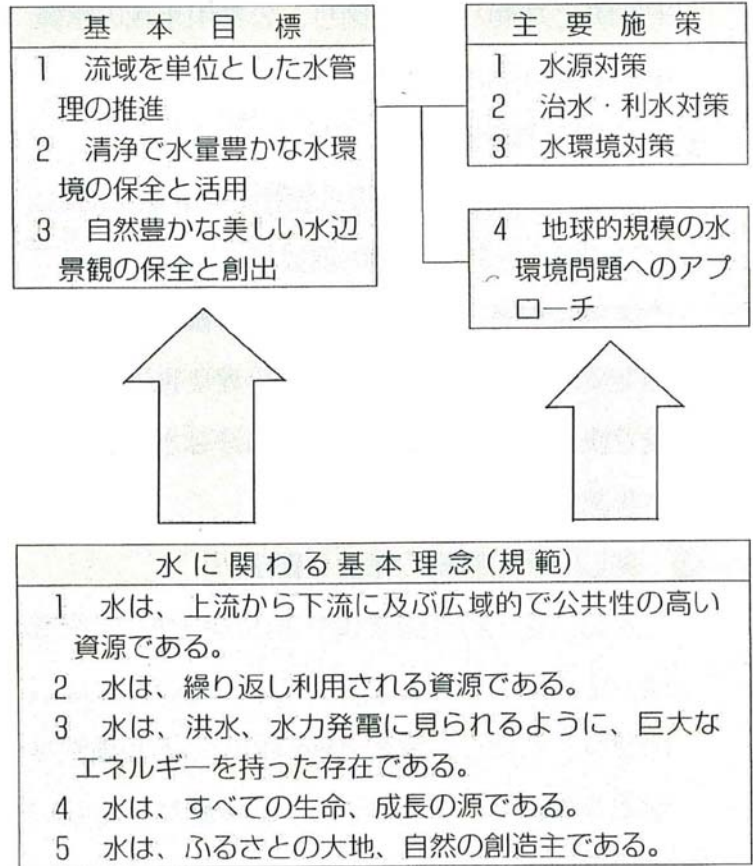 基本目標
1 流域を単位とした水管
理の推進
2 清浄で水量豊かな水環
境の保全と活用
3 自然豊かな美しい水辺
景観の保全と創出
主要施策
1 水源対策
2 治水・利水対策
3 水環境対策
4 地球的規模の水
環境問題へのアプ
ローチ
水に関わる基本理念(規範)
1 水は、上流から下流に及ぶ広域的で公共性の高い
資源である。
2 水は、繰り返し利用される資源である。
3 水は、洪水、水力発電に見られるように、巨大な
エネルギーを持った存在である。
4 水は、すべての生命、成長の源である。
5 水は、ふるさとの大地、自然の創造主である。